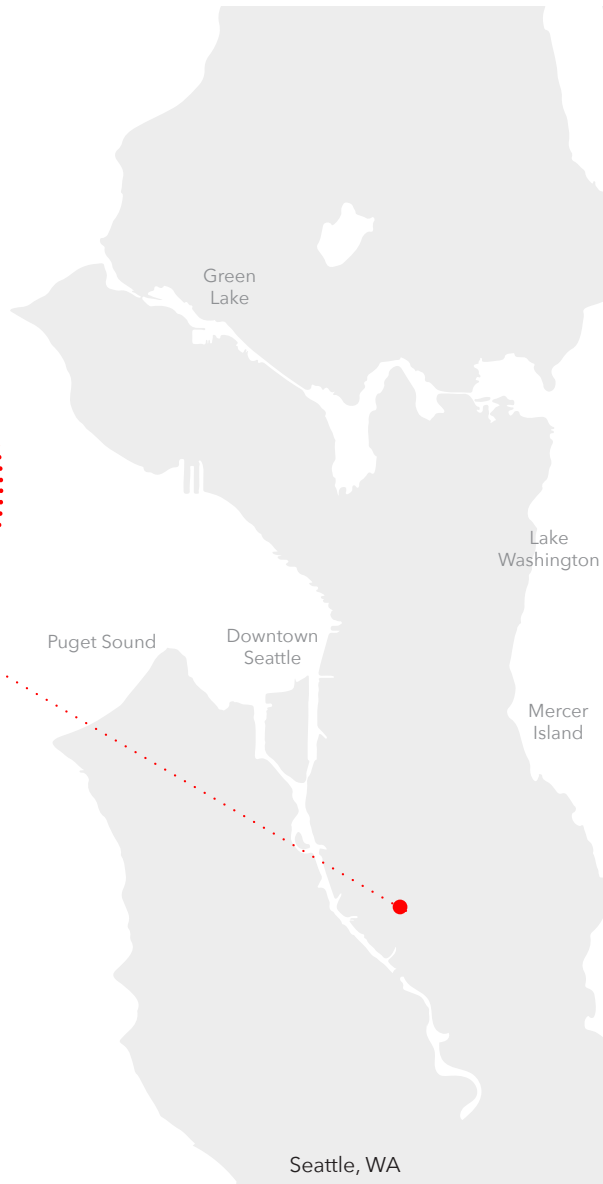 Green
Lake
Lake
Washington
Puget Sound
Downtown
Seattle
Mercer
Island
Seattle, WA